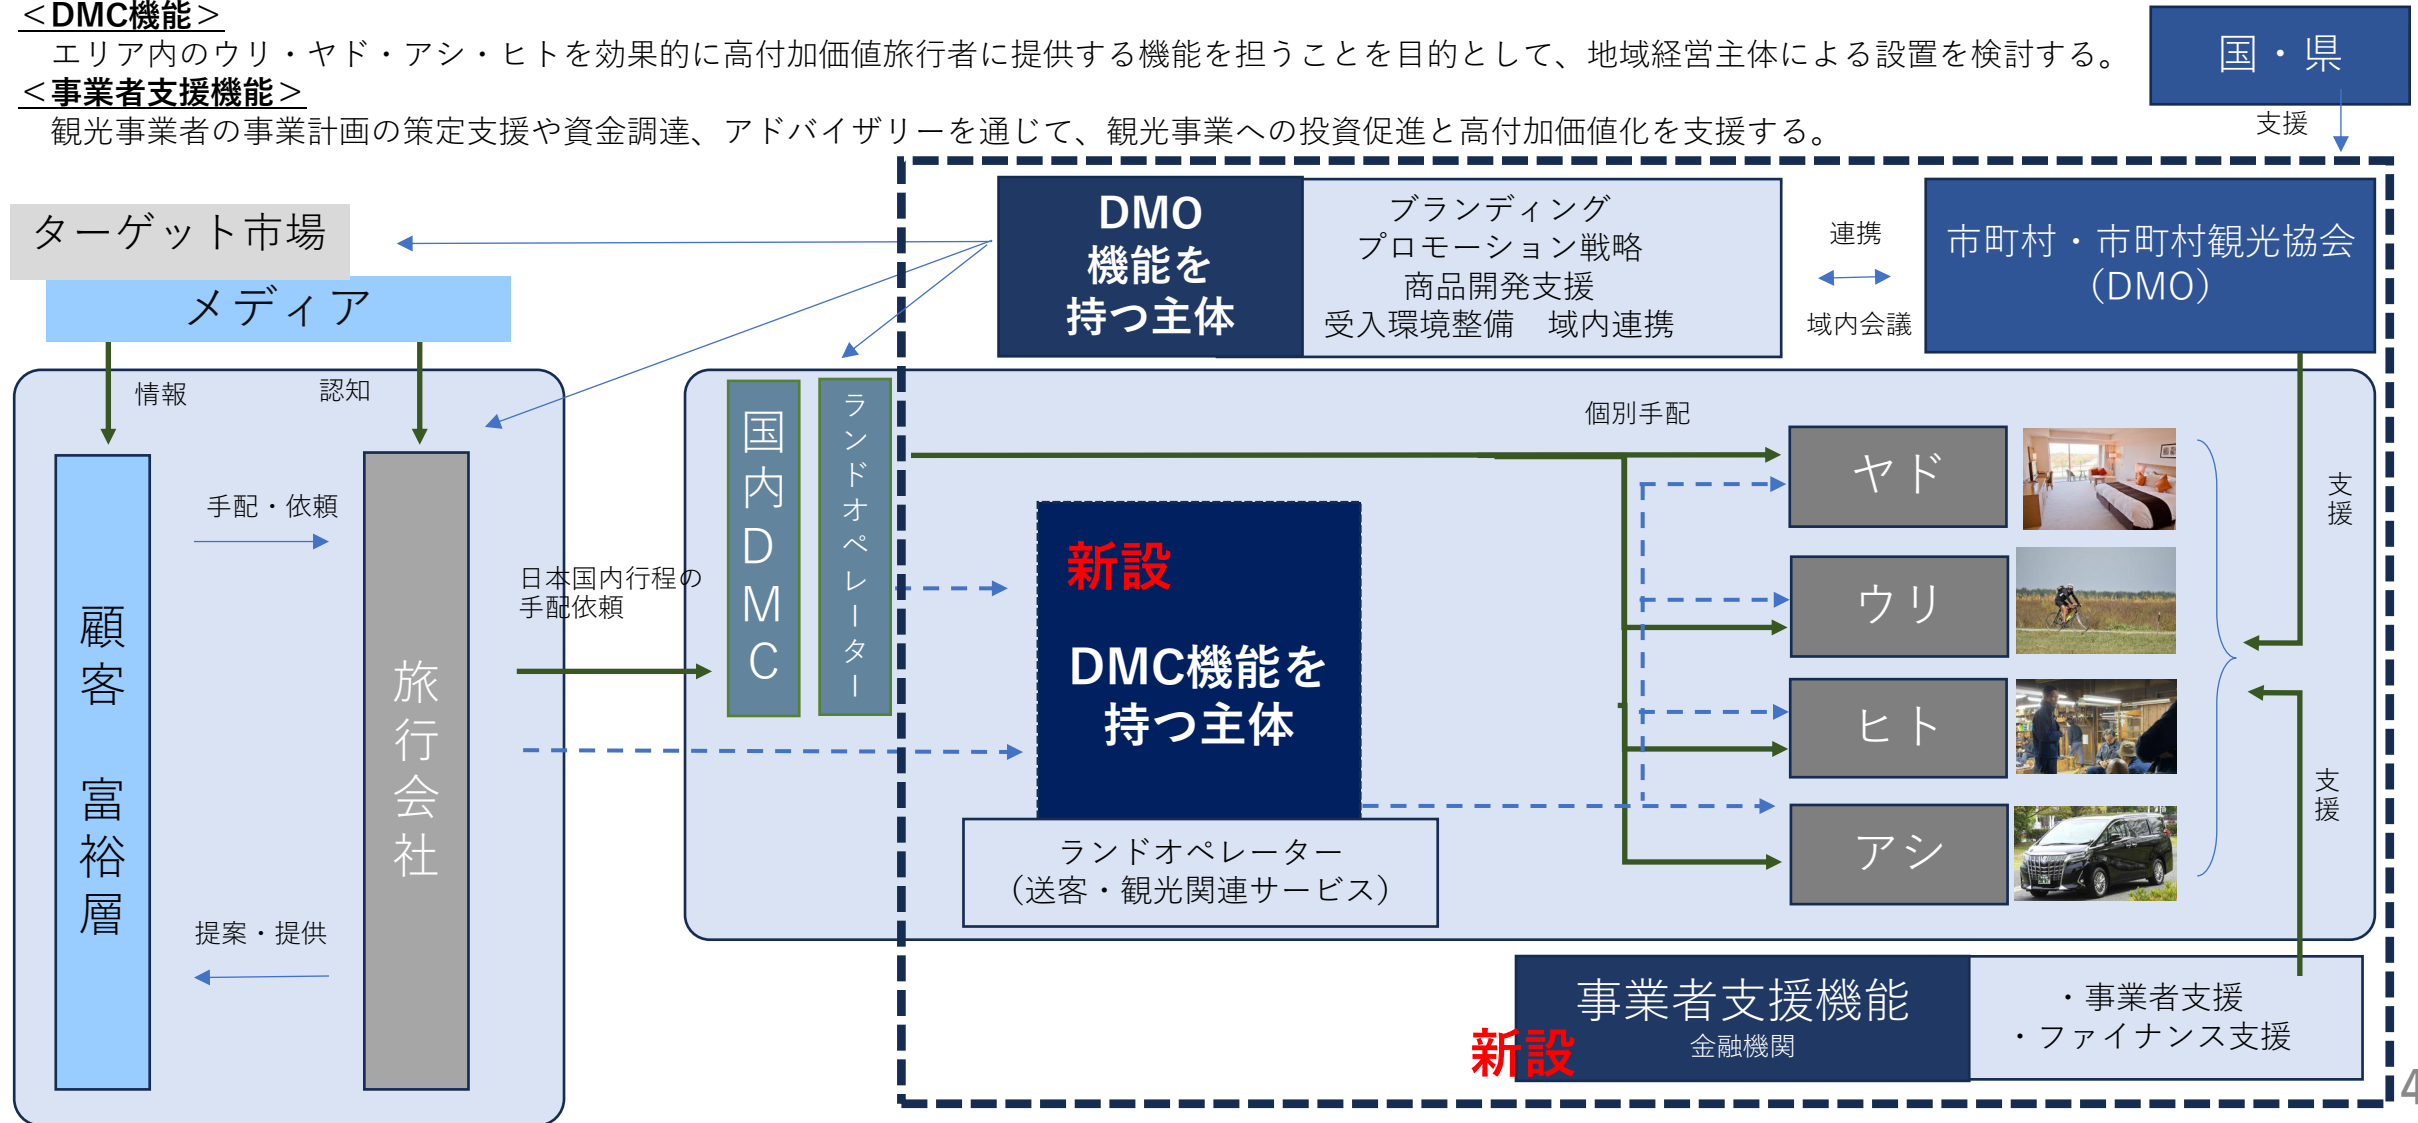 ＜DMC機能＞
エリア内のウリ・ヤド・アシ・ヒトを効果的に高付加価値旅行者に提供する機能を担うことを目的として、地域経営主体による設置を検討する。
＜事業者支援機能＞
観光事業者の事業計画の策定支援や資金調達、アドバイザリーを通じて、観光事業への投資促進と高付加価値化を支援する。
国・県
支援
ターゲット市場
メディア
情報
認知
顧客　富裕層
手配・依頼
提案・提供
旅行会社
日本国内行程の
手配依頼
国内DMC
ランドオペレーター
DMO
機能を
持つ主体
ブランディング
プロモーション戦略
商品開発支援
受入環境整備　域内連携
連携
域内会議
市町村・市町村観光協会
（DMO）
個別手配
新設
DMC機能を
持つ主体
ランドオペレーター
（送客・観光関連サービス）
ヤド
ウリ
ヒト
アシ
支援
支援
事業者支援機能
金融機関
新設
・事業者支援
・ファイナンス支援
4